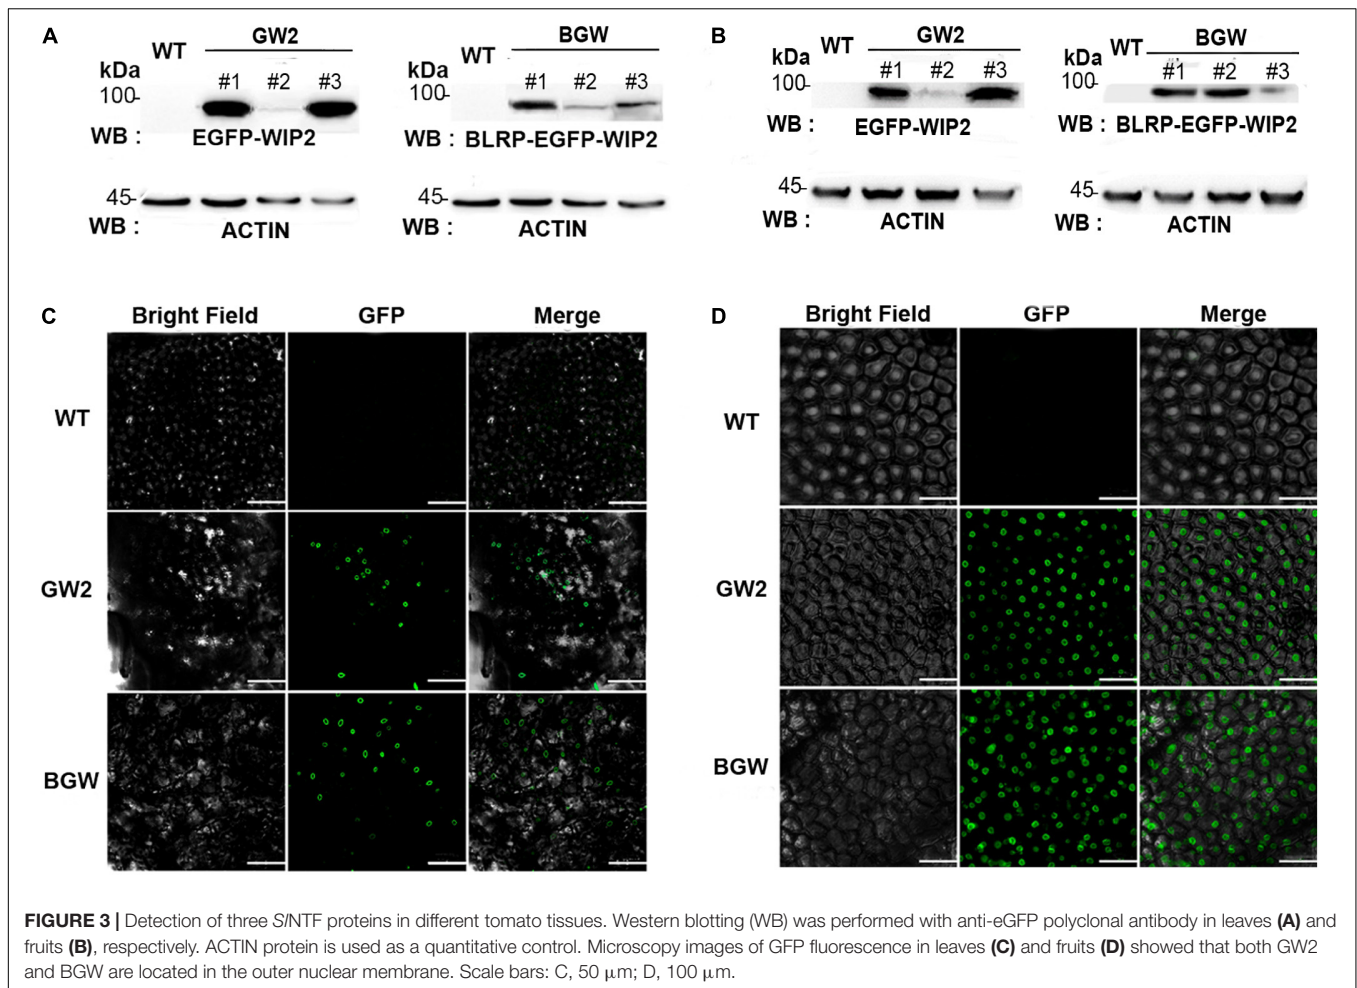 A
WT
GW2
kDa
#1 #2 #3
100-
WB : EGFP-WIP2
45-
WB : ACTIN
WT
BGW
kDa
#1 #2 #3
100-
WB : BLRP-EGFP-WIP2
45-
WB : ACTIN
B
WT
GW2
kDa
#1 #2 #3
100-
WB : EGFP-WIP2
45-
WB : ACTIN
WT
BGW
kDa
#1 #2 #3
100-
WB : BLRP-EGFP-WIP2
45-
WB : ACTIN
C
Bright Field GFP Merge
WT
GW2
BGW
D
Bright Field GFP Merge
WT
GW2
BGW
FIGURE 3 | Detection of three SlNTF proteins in different tomato tissues. Western blotting (WB) was performed with anti-eGFP polyclonal antibody in leaves (A) and
fruits (B), respectively. ACTIN protein is used as a quantitative control. Microscopy images of GFP fluorescence in leaves (C) and fruits (D) showed that both GW2
and BGW are located in the outer nuclear membrane. Scale bars: C, 50 μm; D, 100 μm.